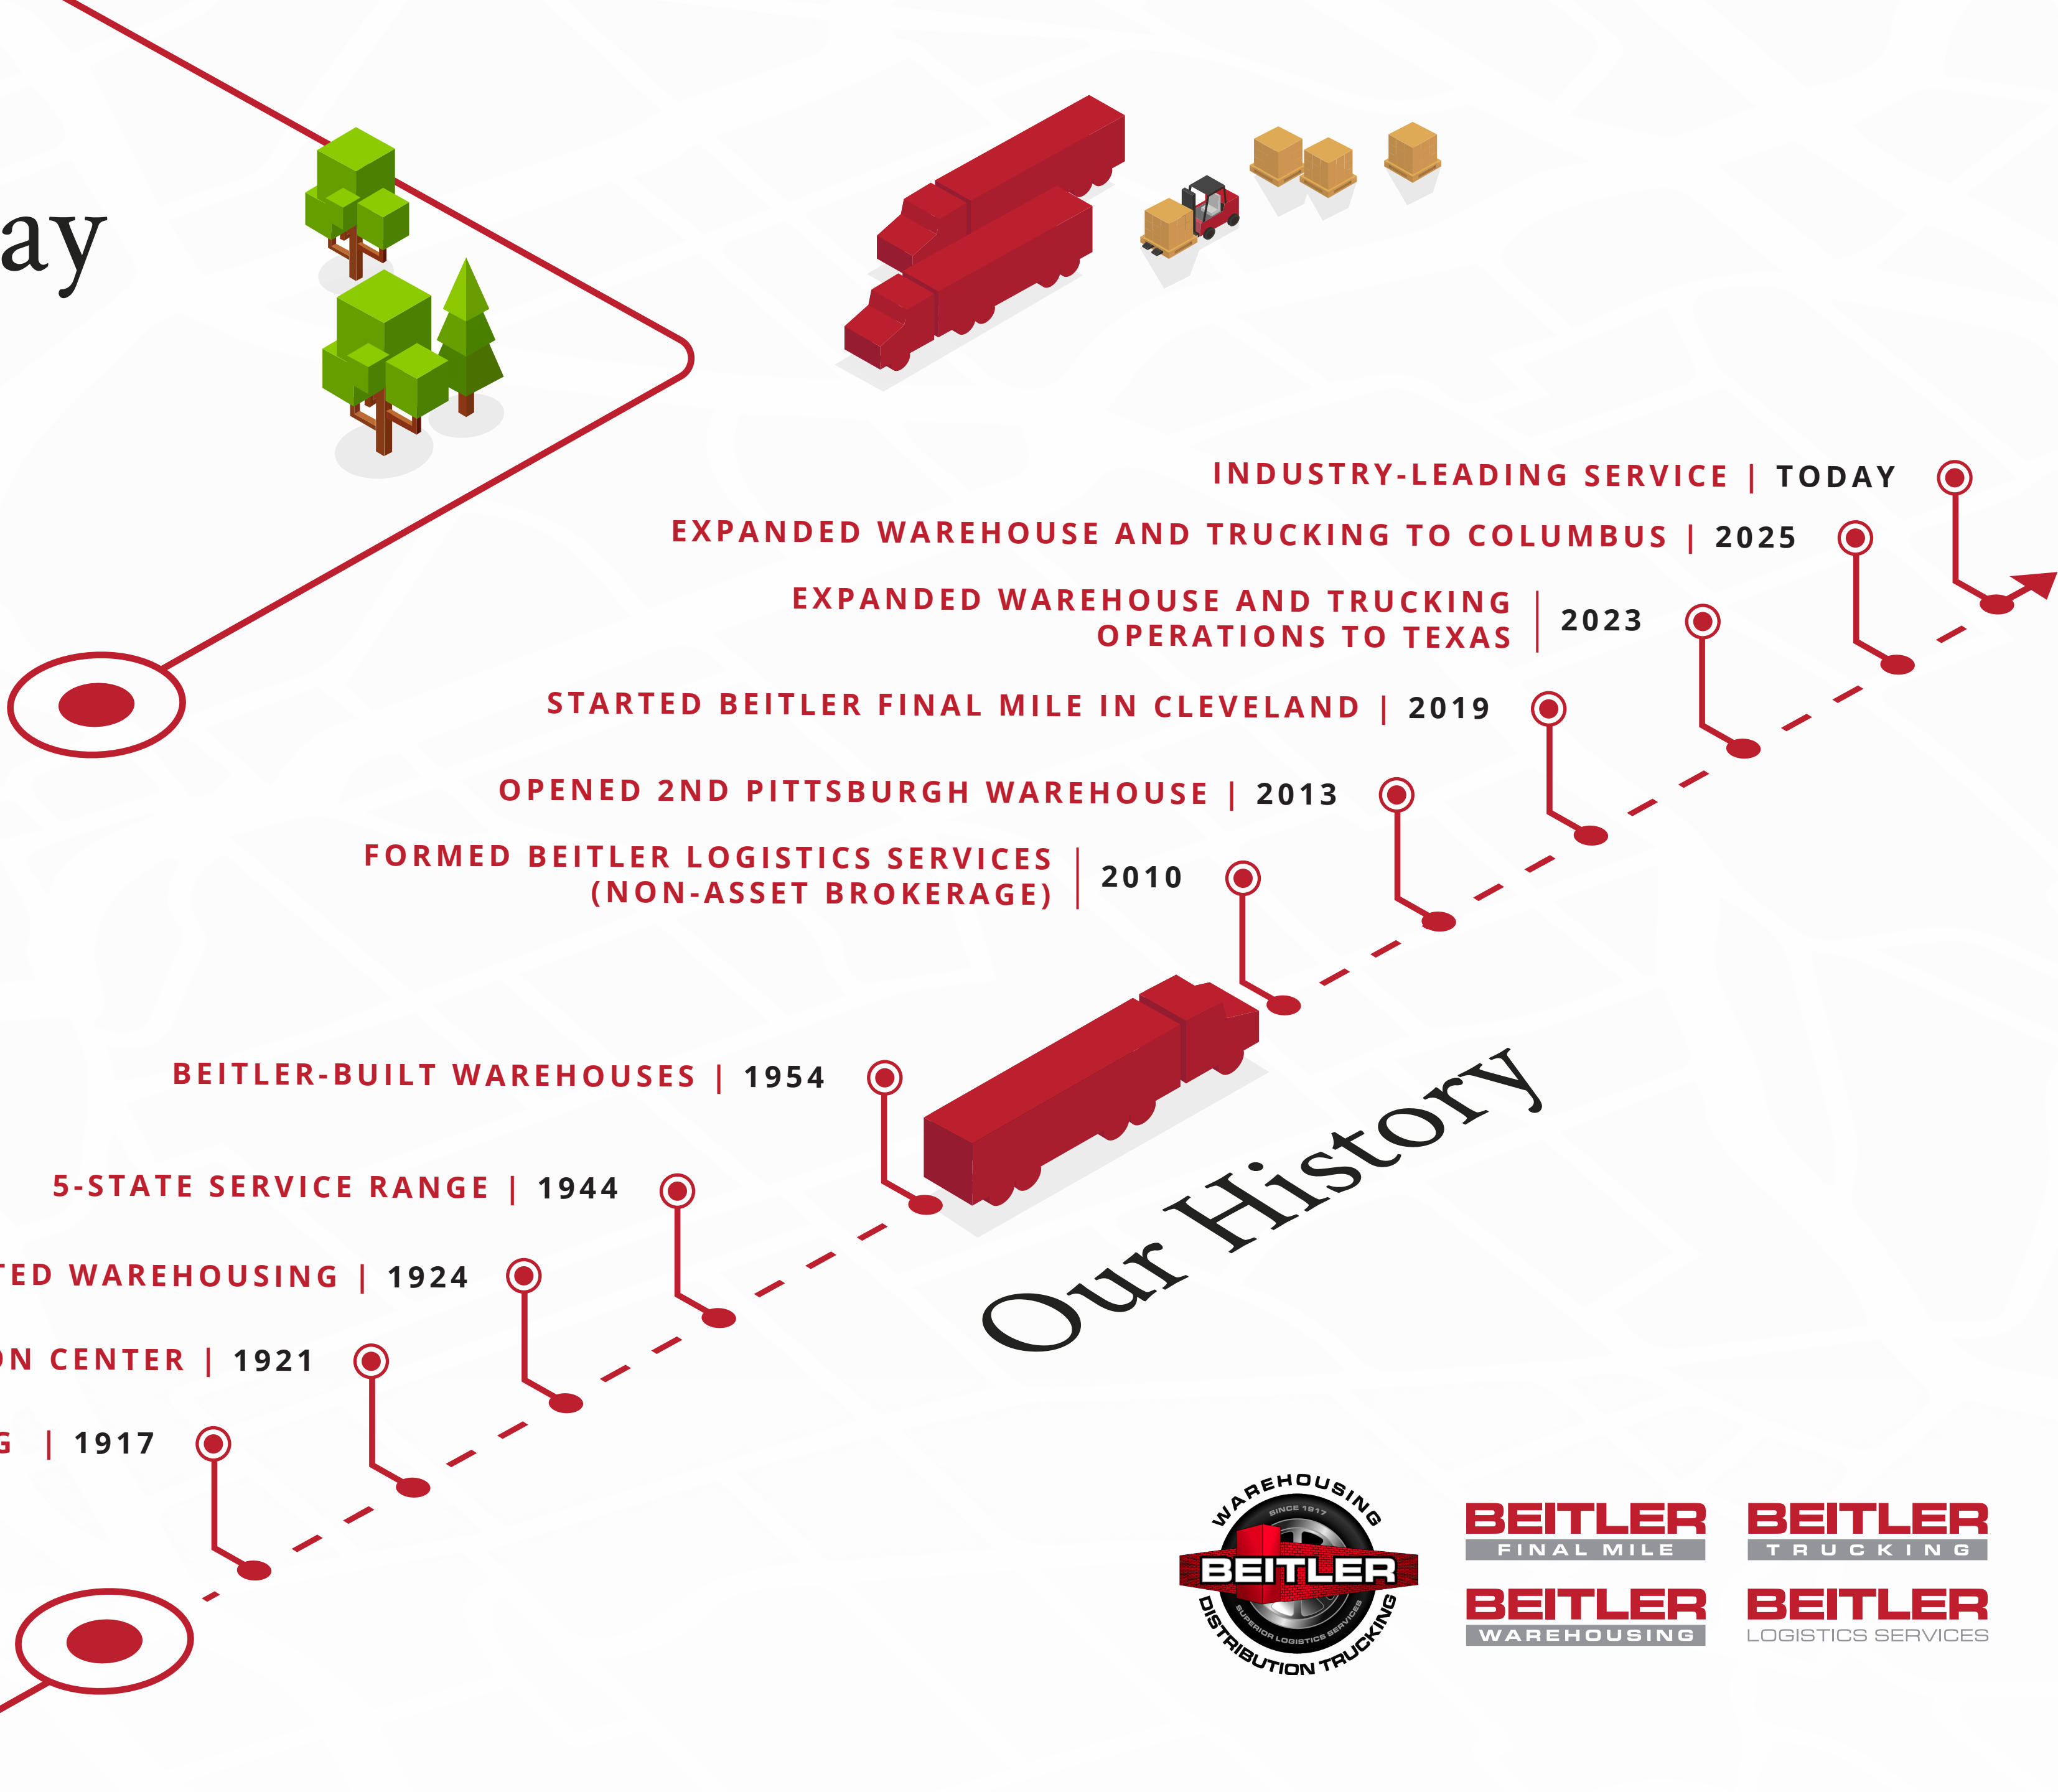 ay
INDUSTRY-LEADING SERVICE | TODAY
EXPANDED WAREHOUSE AND TRUCKING TO COLUMBUS | 2025
EXPANDED WAREHOUSE AND TRUCKING
OPERATIONS TO TEXAS | 2023
STARTED BEITLER FINAL MILE IN CLEVELAND | 2019
OPENED 2ND PITTSBURGH WAREHOUSE | 2013
FORMED BEITLER LOGISTICS SERVICES
(NON-ASSET BROKERAGE) | 2010
BEITLER-BUILT WAREHOUSES | 1954
5-STATE SERVICE RANGE | 1944
TED WAREHOUSING | 1924
ON CENTER | 1921
G | 1917
Our History
WAREHOUSING
SINCE 1917
BEITLER
SUPERIOR LOGISTICS SERVICES
DISTRIBUTION TRUCKING
BEITLER
FINAL MILE
BEITLER
TRUCKING
BEITLER
WAREHOUSING
BEITLER
LOGISTICS SERVICES